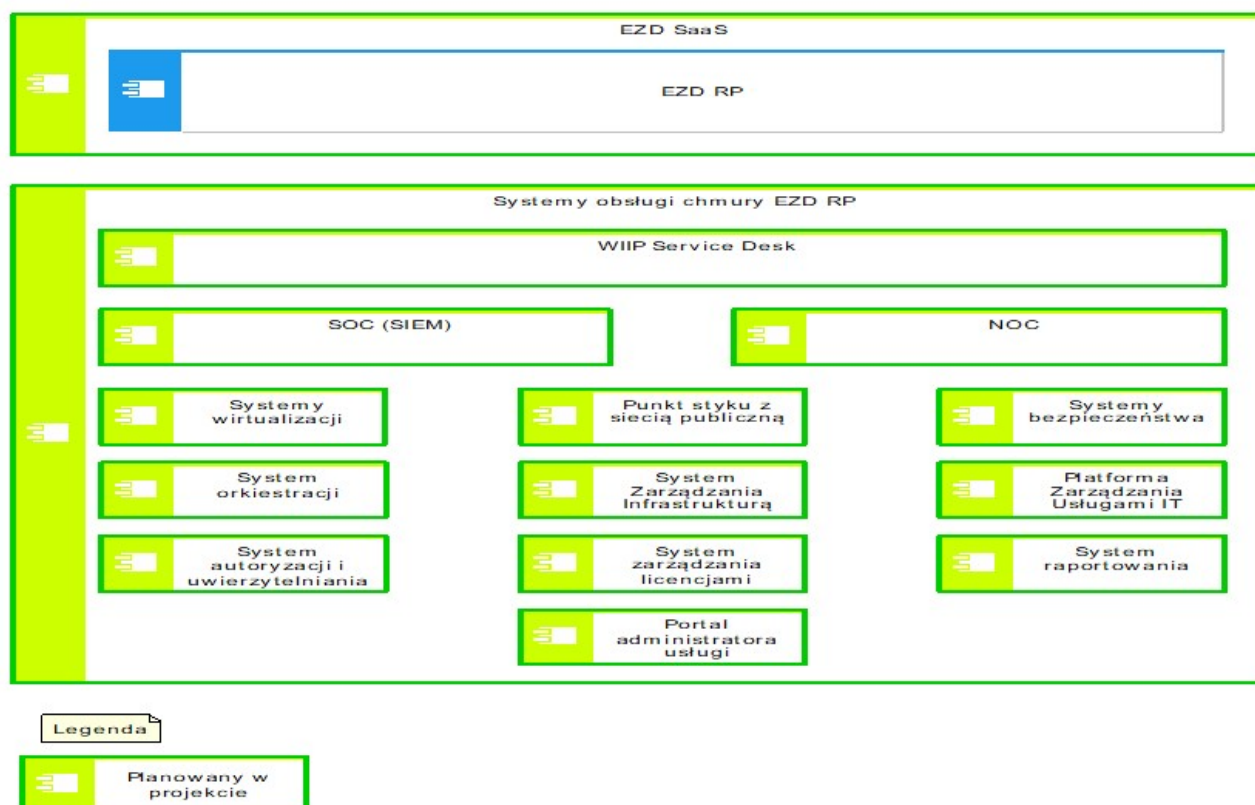 EZD SaaS
EZD RP
Systemy obsługi chmury EZD RP
WIIP Service Desk
SOC (SIEM)
NOC
Systemy
wirtualizacji
Punkt styku z
siecią publiczną
Systemy
bezpieczeństwa
System
orkiestracji
System
Zarządzania
Infrastrukturą
Platforma
Zarządzania
Usługami IT
System
autoryzacji i
uwierzytelniania
System
zarządzania
licencjami
System
raportowania
Portal
administratora
usługi
Legenda
Planowany w
projekcie